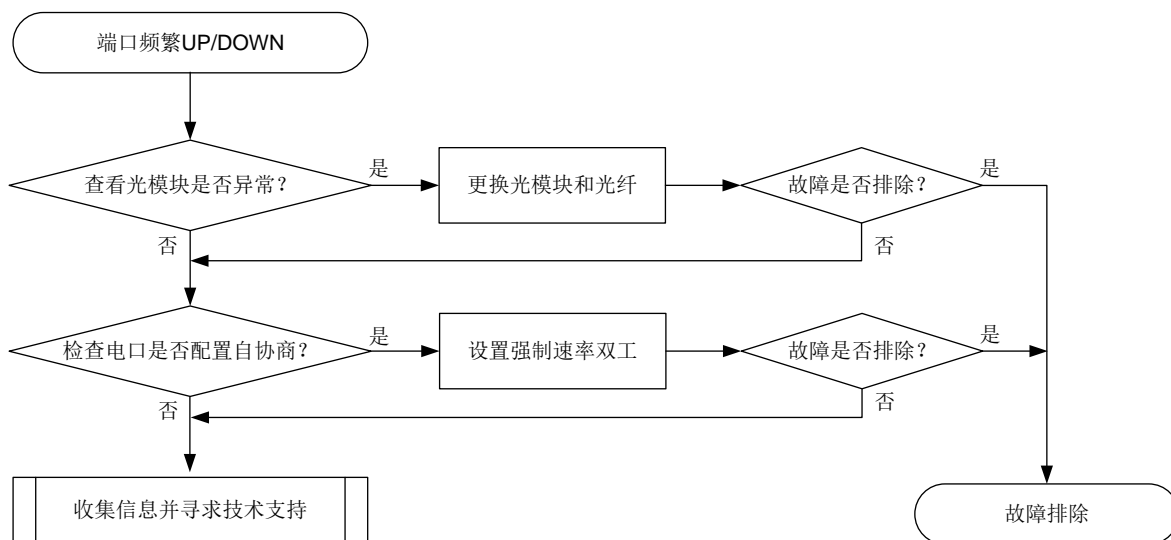 端口频繁UP/DOWN
查看光模块是否异常？
是
更换光模块和光纤
故障是否排除？
是
否
否
检查电口是否配置自协商？
是
设置强制速率双工
故障是否排除？
是
否
否
收集信息并寻求技术支持
故障排除